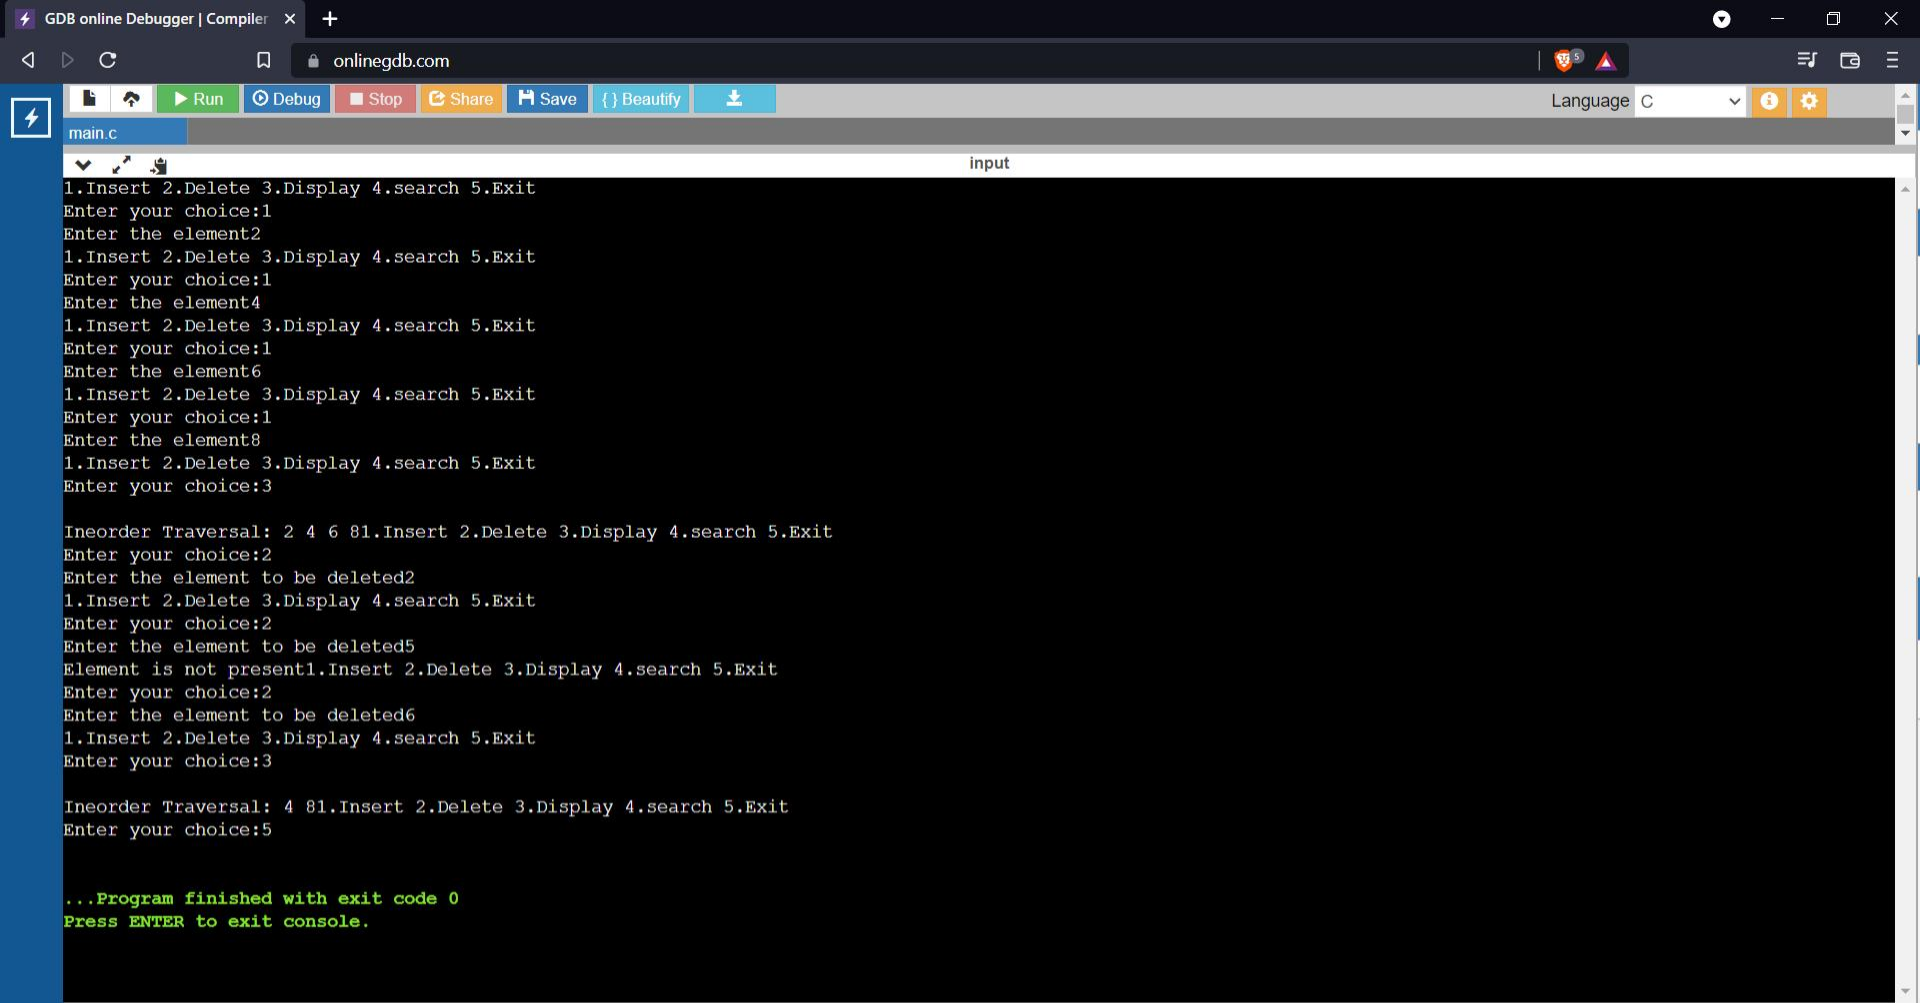 GDB online Debugger | Compiler
onlinegdb.com
5
Run Debug Stop Share Save { } Beautify
Language C
main.c
input
1.Insert 2.Delete 3.Display 4.search 5.Exit
Enter your choice:1
Enter the element2
1.Insert 2.Delete 3.Display 4.search 5.Exit
Enter your choice:1
Enter the element4
1.Insert 2.Delete 3.Display 4.search 5.Exit
Enter your choice:1
Enter the element6
1.Insert 2.Delete 3.Display 4.search 5.Exit
Enter your choice:1
Enter the element8
1.Insert 2.Delete 3.Display 4.search 5.Exit
Enter your choice:3
Ineorder Traversal: 2 4 6 81.Insert 2.Delete 3.Display 4.search 5.Exit
Enter your choice:2
Enter the element to be deleted2
1.Insert 2.Delete 3.Display 4.search 5.Exit
Enter your choice:2
Enter the element to be deleted5
Element is not present1.Insert 2.Delete 3.Display 4.search 5.Exit
Enter your choice:2
Enter the element to be deleted6
1.Insert 2.Delete 3.Display 4.search 5.Exit
Enter your choice:3
Ineorder Traversal: 4 81.Insert 2.Delete 3.Display 4.search 5.Exit
Enter your choice:5
...Program finished with exit code 0
Press ENTER to exit console.